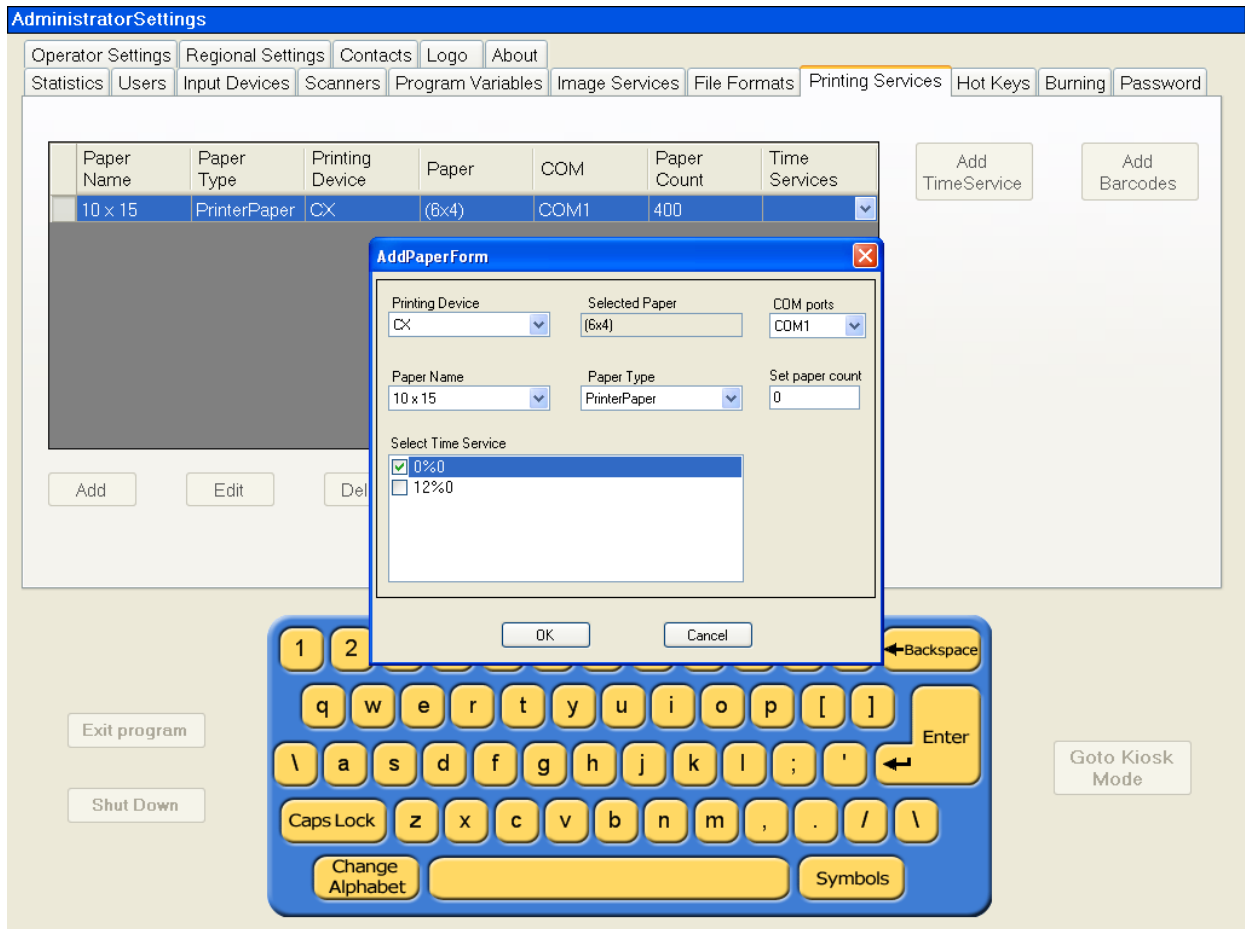 AdministratorSettings
Operator Settings Regional Settings Contacts Logo About
Statistics Users Input Devices Scanners Program Variables Image Services File Formats Printing Services Hot Keys Burning Password
Paper Name Paper Type Printing Device Paper COM Paper Count Time Services
10 x 15 PrinterPaper CX (6x4) COM1 400
Add TimeService
Add Barcodes
AddPaperForm
Printing Device Selected Paper COM ports
CX (6x4) COM1
Paper Name Paper Type Set paper count
10 x 15 PrinterPaper 0
Select Time Service
0%0
12%0
Add Edit Del
OK Cancel
1 2 Backspace
q w e r t y u i o p [ ]
Enter
\ a s d f g h j k l ; '
Caps Lock z x c v b n m , . / \
Change Alphabet Symbols
Exit program
Shut Down
Goto Kiosk Mode